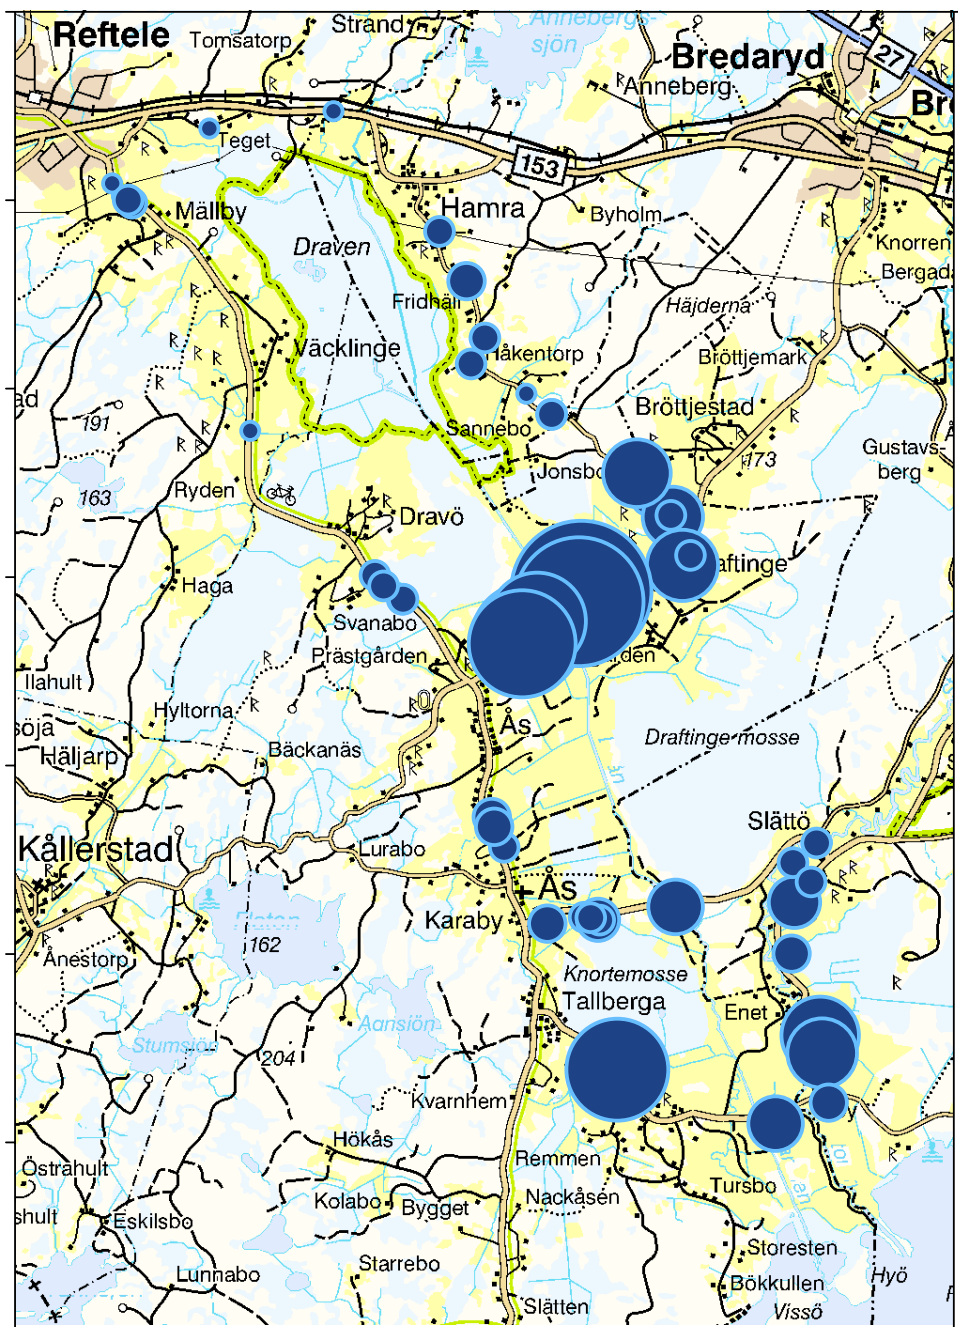 Reftele
Tomsatorp
Strand
Annebergs-
sjön
Bredaryd
27
Anneberg
Teget
153
Mällby
Hamra
Byholm
Draven
Knorren
Fridhäll
Häjderna
Väcklinge
Håkentorp
Bröttjemark
191
Bröttjestad
Sannebo
Gustavs-
berg
173
163
Ryden
Dravö
Haga
Svanabo
Prästgården
Ilahult
Hyltorna
Ås
Draftinge mosse
Bäckanäs
Häljarp
Slättö
Kållerstad
Lurabo
Ås
Karaby
162
Ånestorp
Knortemosse
Tallberga
Enet
Aansjön
Stumsjön
204
Kvarnhem
Hökås
Remmen
Östrahult
Tursbo
Kolabo
Bygget
Nackåsen
Eskilsbo
Storesten
Starrebo
Lunnabo
Hyö
Bökkullen
Slätten
Vissö